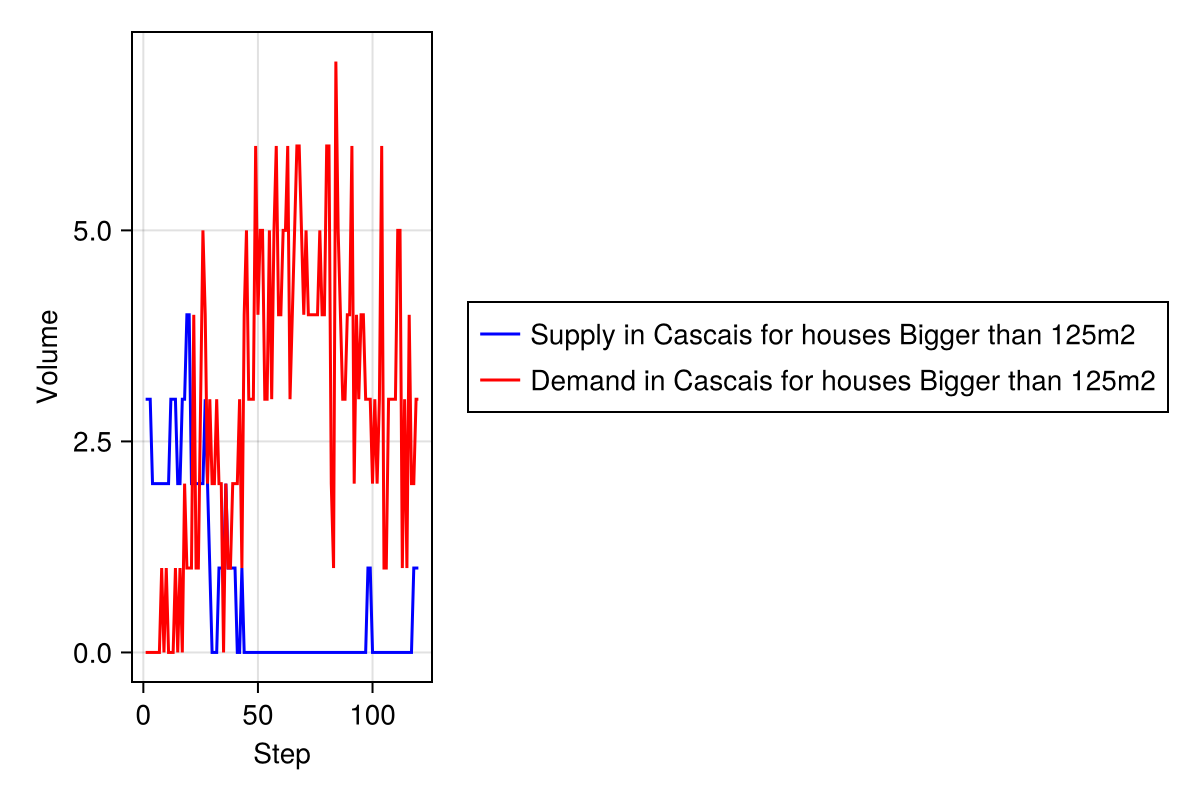 Volume
5.0
2.5
0.0
0 50 100
Step
Supply in Cascais for houses Bigger than 125m2
Demand in Cascais for houses Bigger than 125m2